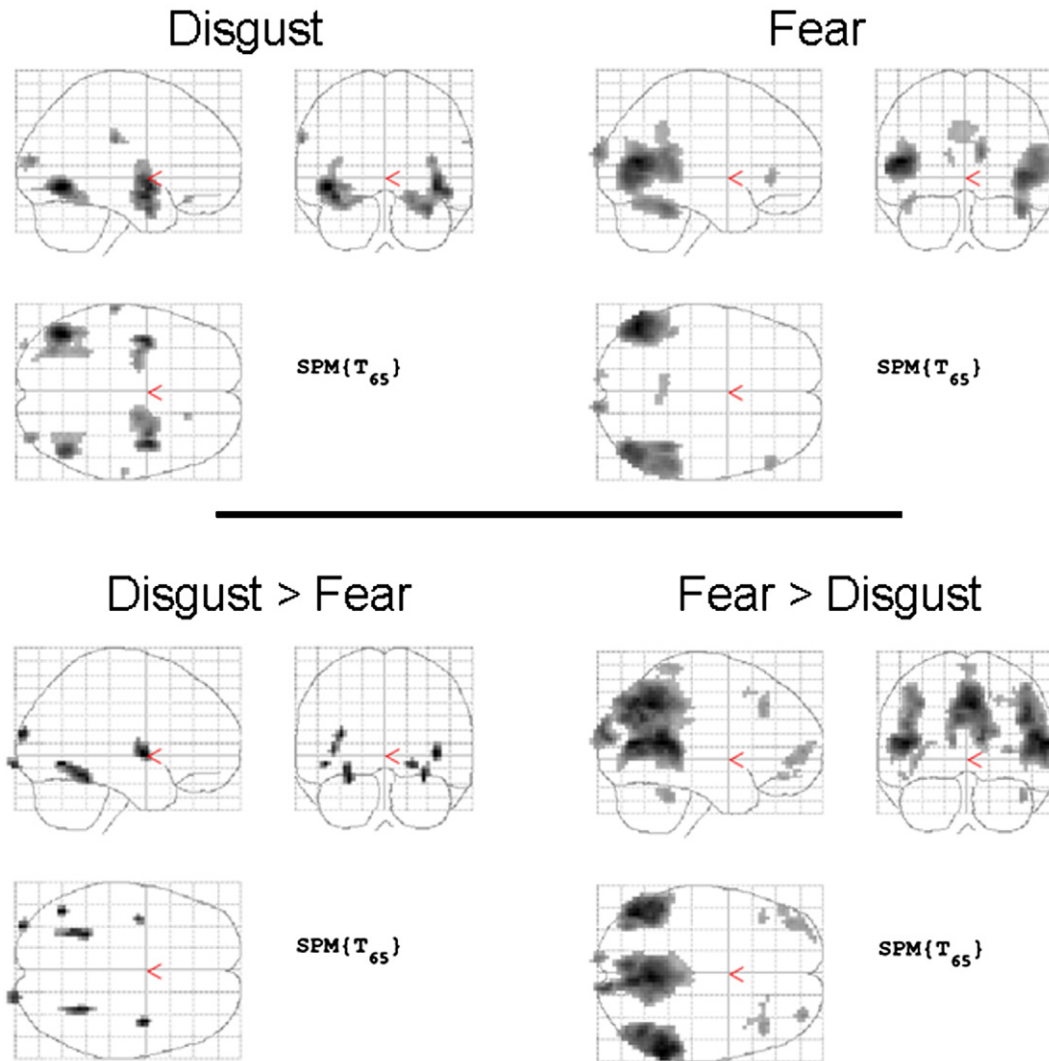 Disgust
Fear
SPM{T65}
SPM{T65}
Disgust > Fear
Fear > Disgust
SPM{T65}
SPM{T65}